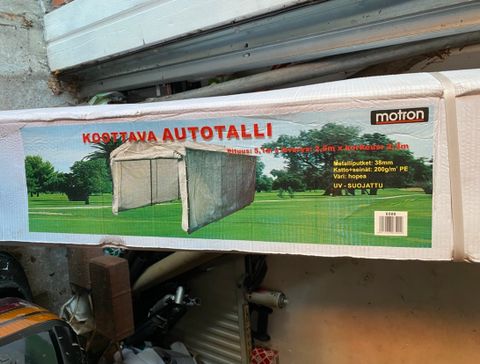 KOOTTAVA AUTOTALLI
motron
Metalliputket: 38mm
Katto+seinät: 200g/m² PE
Väri: hopea
UV - SUOJATTU